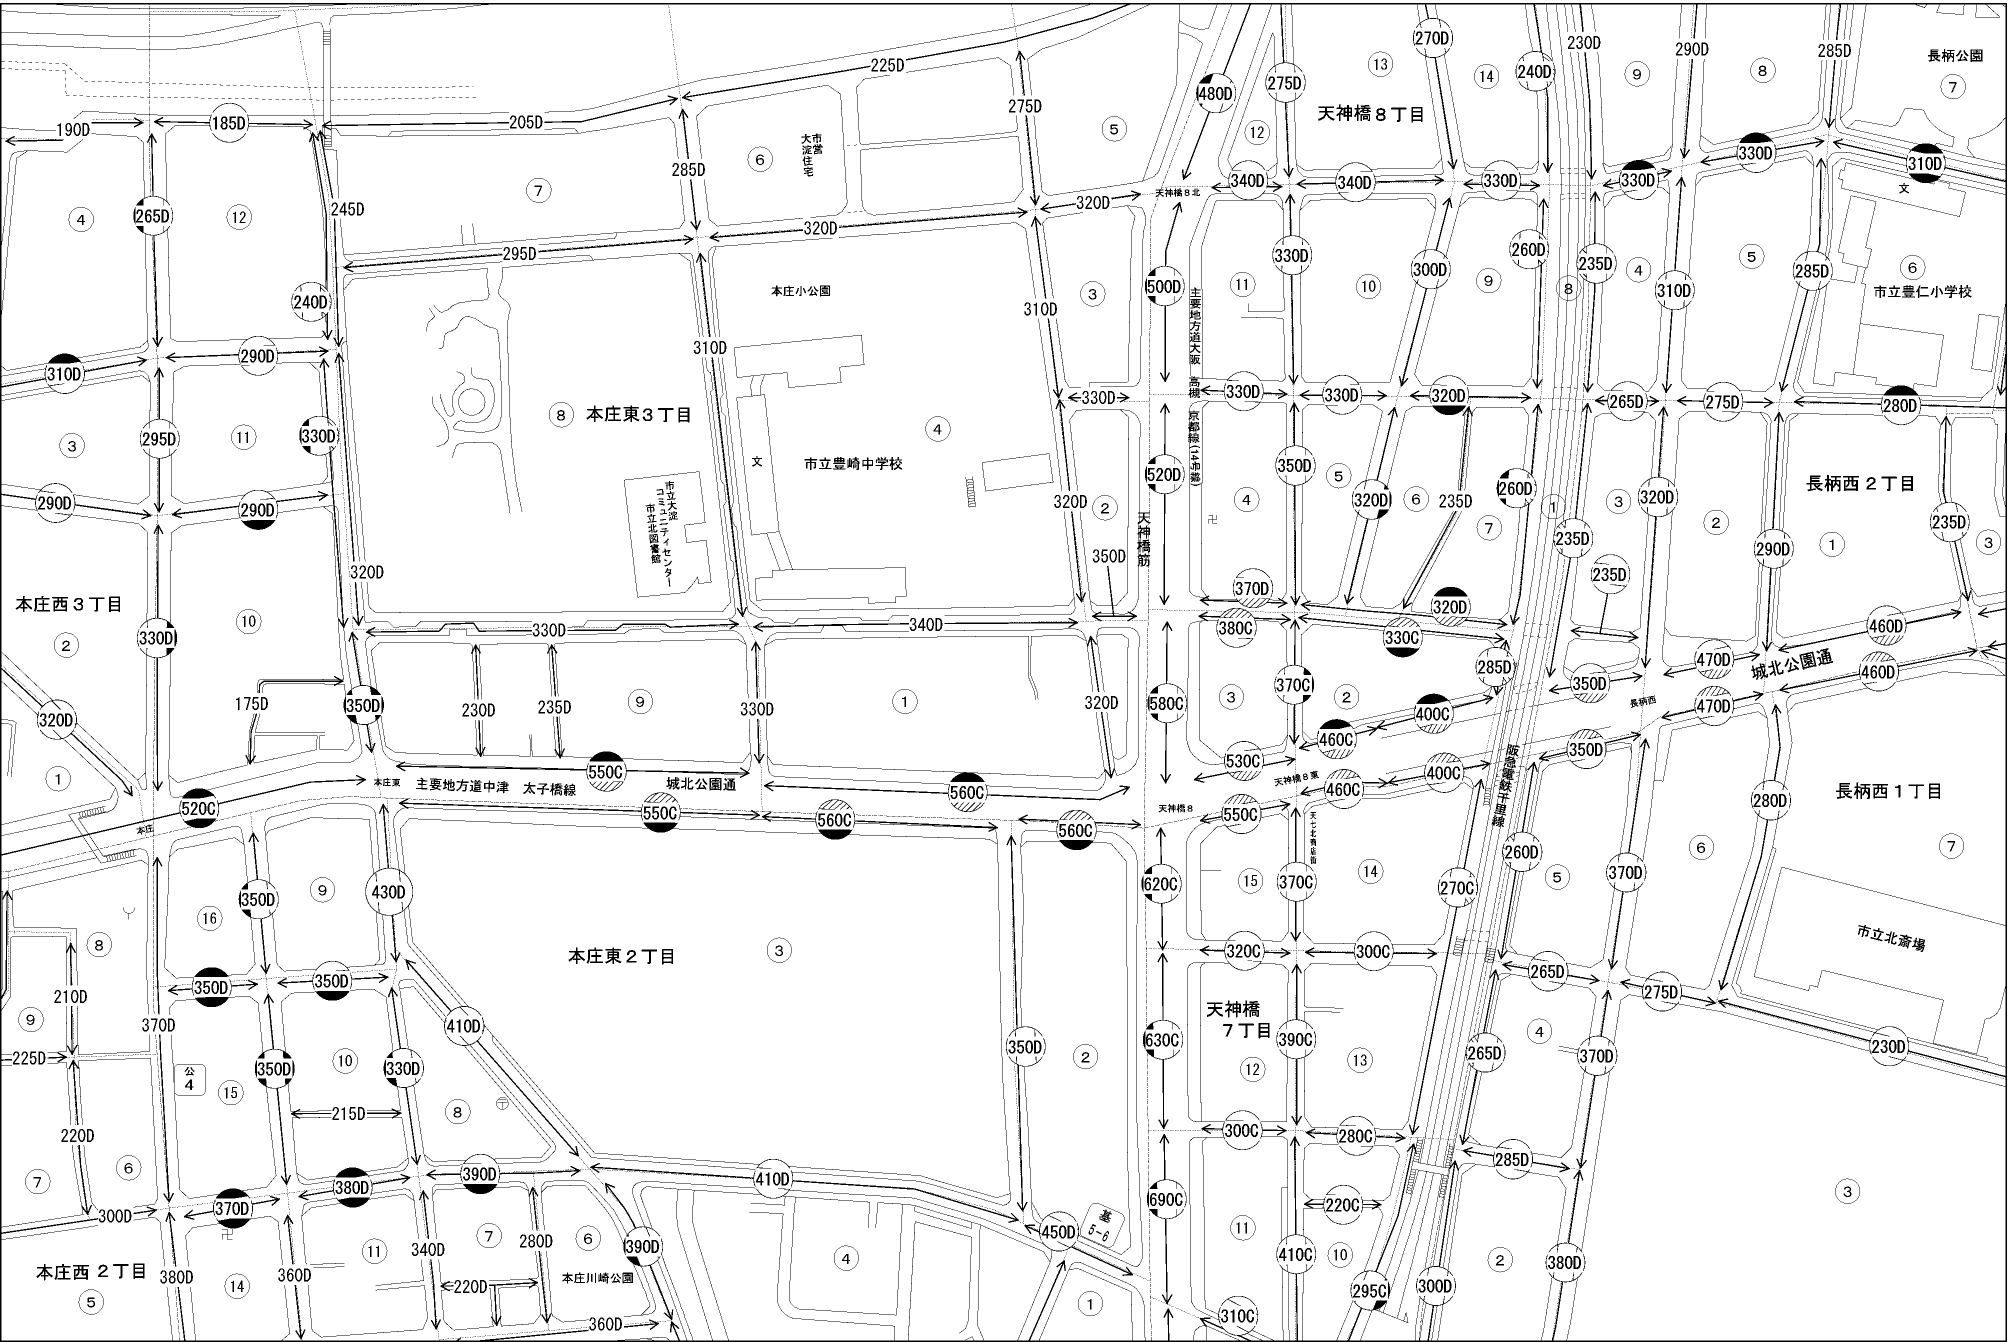 270D
230D
290D
285D
13
14
9
8
長柄公園
7
225D
275D
240D
480D
275D
190D
185D
205D
天神橋8丁目
5
12
330D
310D
文
市営
大淀住宅
6
285D
340D
340D
330D
330D
7
天神橋8北
320D
4
265D
12
245D
320D
295D
330D
260D
235D
4
5
6
285D
300D
9
8
310D
市立豊仁小学校
本庄小公園
3
500D
11
10
240D
310D
主要地方道大阪
高槻
京都線(14号線)
310D
290D
310D
330D
330D
330D
320D
265D
275D
280D
8
本庄東3丁目
4
3
295D
11
330D
文
市立豊崎中学校
520D
350D
5
320D
6
235D
260D
7
1
3
320D
2
長柄西2丁目
235D
290D
1
3
290D
290D
市立大淀
コミュニティセンター
市立北図書館
320D
2
4
天神橋筋
235D
350D
320D
235D
370D
320D
本庄西3丁目
2
330D
10
330D
340D
380C
330C
460D
285D
470D
城北公園通
460D
370C
2
3
350D
長柄西
470D
320D
175D
350D
230D
235D
9
330D
1
320D
580C
400C
460C
530C
350D
阪急電鉄千里線
1
本庄東
主要地方道中津
太子橋線
城北公園通
550C
560C
天神橋8東
460C
400C
280D
長柄西1丁目
520C
本庄
550C
560C
560C
天神橋8
550C
天七北商店街
260D
6
7
9
350D
430D
620C
15
370C
14
270C
5
370D
16
8
市立北斎場
本庄東2丁目
3
320C
300C
265D
275D
350D
350D
210D
9
370D
410D
天神橋
7丁目
630C
390C
4
350D
2
265D
370D
230D
225D
公
4
15
350D
10
330D
12
13
215D
8
220D
300C
280C
285D
6
7
390D
410D
690C
220C
3
380D
370D
300D
基
5-6
450D
11
410C
10
7
6
280D
390D
340D
11
4
2
380D
本庄西2丁目
5
380D
14
360D
220D
本庄川崎公園
295C
300D
1
310C
360D